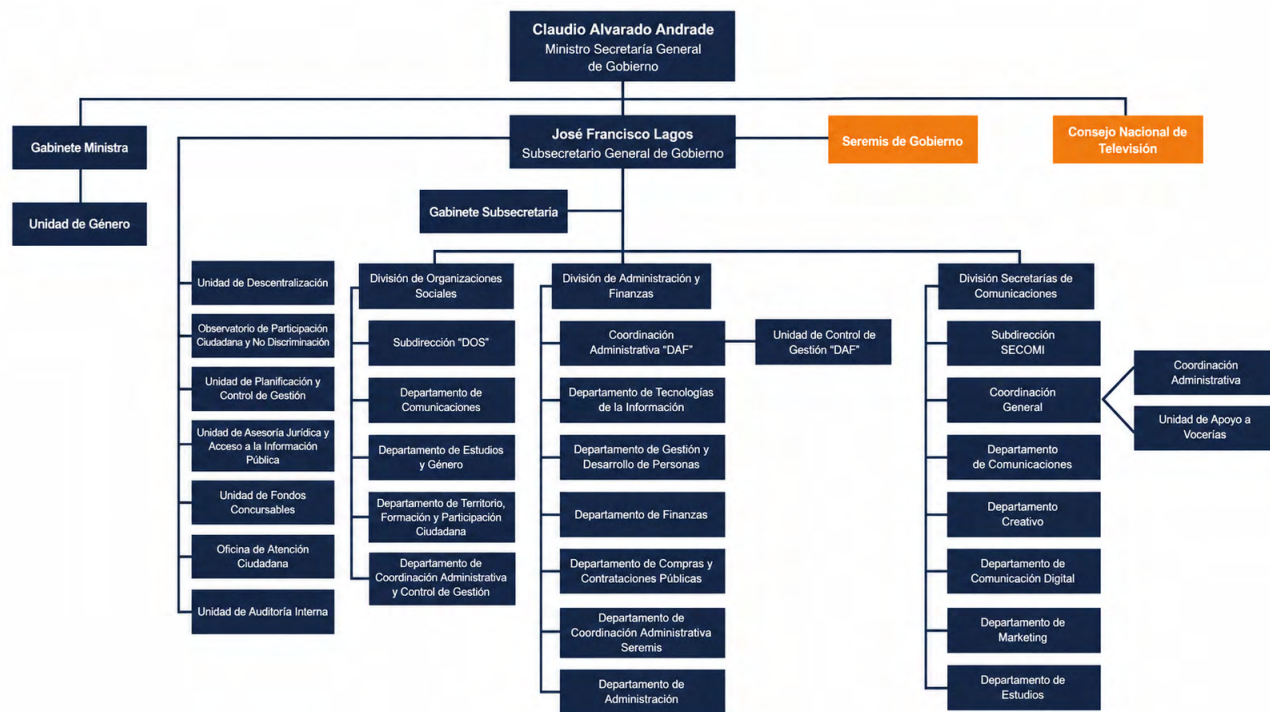 Claudio Alvarado Andrade
Ministro Secretaría General
de Gobierno
Gabinete Ministra
José Francisco Lagos
Subsecretario General de Gobierno
Seremis de Gobierno
Consejo Nacional de
Televisión
Unidad de Género
Gabinete Subsecretaria
Unidad de Descentralización
Observatorio de Participación
Ciudadana y No Discriminación
Unidad de Planificación y
Control de Gestión
Unidad de Asesoría Jurídica y
Acceso a la Información
Pública
Unidad de Fondos
Concursables
Oficina de Atención
Ciudadana
Unidad de Auditoría Interna
División de Organizaciones
Sociales
Subdirección “DOS”
Departamento de
Comunicaciones
Departamento de Estudios
y Género
Departamento de Territorio,
Formación y Participación
Ciudadana
Departamento de
Coordinación Administrativa
y Control de Gestión
División de Administración y
Finanzas
Coordinación
Administrativa “DAF”
Unidad de Control de
Gestión “DAF”
Departamento de Tecnologías
de la Información
Departamento de Gestión y
Desarrollo de Personas
Departamento de Finanzas
Departamento de Compras y
Contrataciones Públicas
Departamento de
Coordinación Administrativa
Seremis
Departamento de
Administración
División Secretarías de
Comunicaciones
Subdirección
SECOMI
Coordinación
General
Coordinación
Administrativa
Unidad de Apoyo a
Vocerías
Departamento
de Comunicaciones
Departamento
Creativo
Departamento de
Comunicación Digital
Departamento de
Marketing
Departamento de
Estudios